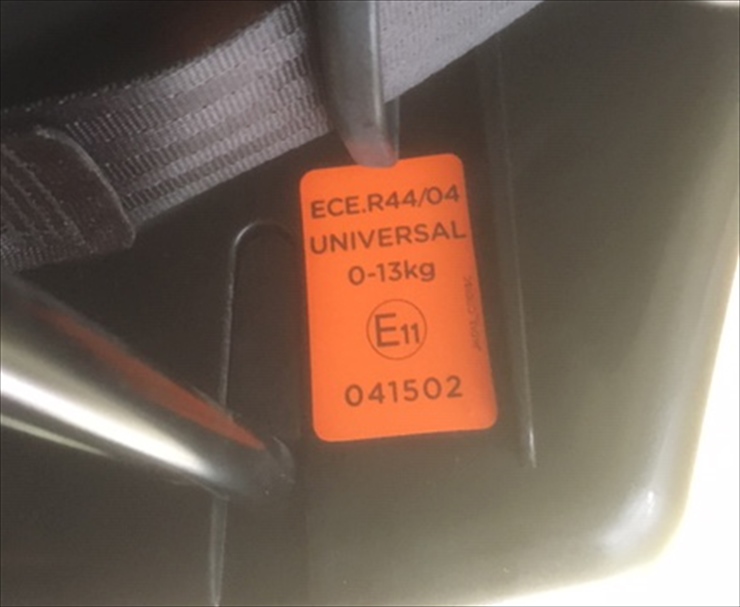 ECE.R44/04
UNIVERSAL
0-13kg
E11
041502